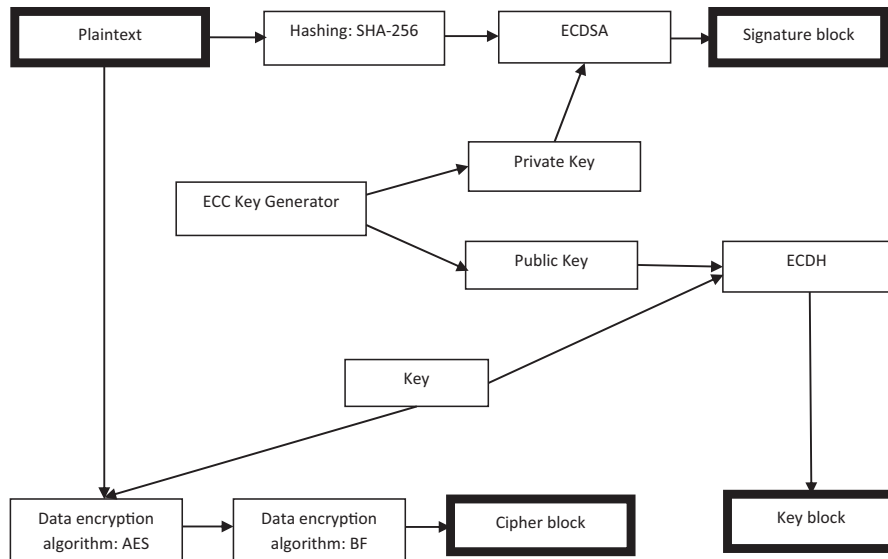 Plaintext
Hashing: SHA-256
ECDSA
Signature block
Private Key
ECC Key Generator
Public Key
ECDH
Key
Data encryption
algorithm: AES
Data encryption
algorithm: BF
Cipher block
Key block